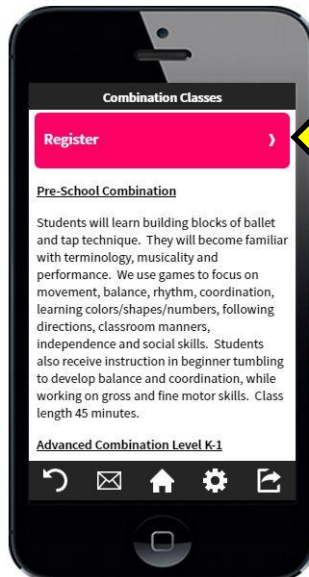 Combination Classes
Register
Pre-School Combination
Students will learn building blocks of ballet
and tap technique. They will become familiar
with terminology, musicality and
performance. We use games to focus on
movement, balance, rhythm, coordination,
learning colors/shapes/numbers, following
directions, classroom manners,
independence and social skills. Students
also receive instruction in beginner tumbling
to develop balance and coordination, while
working on gross and fine motor skills. Class
length 45 minutes.
Advanced Combination Level K-1